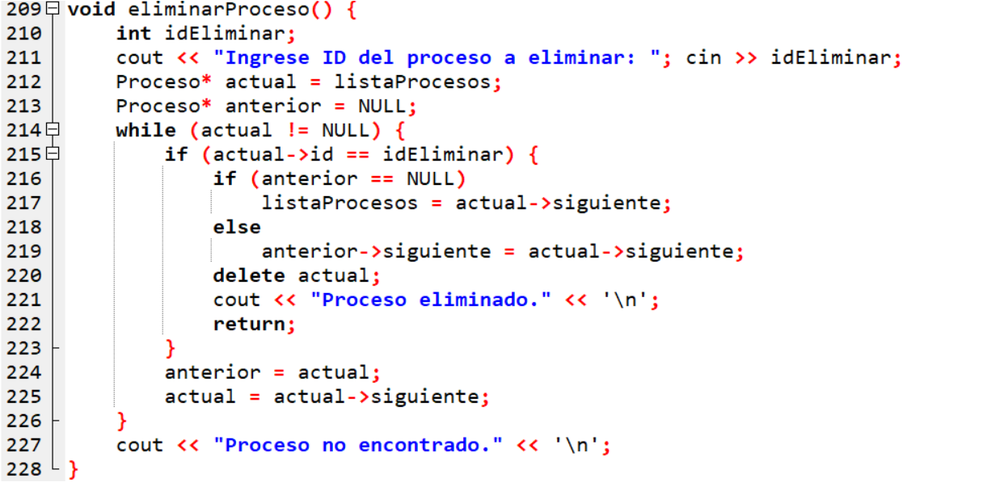 209 void eliminarProceso() {
210     int idEliminar;
211     cout << "Ingrese ID del proceso a eliminar: "; cin >> idEliminar;
212     Proceso* actual = listaProcesos;
213     Proceso* anterior = NULL;
214     while (actual != NULL) {
215         if (actual->id == idEliminar) {
216             if (anterior == NULL)
217                 listaProcesos = actual->siguiente;
218             else
219                 anterior->siguiente = actual->siguiente;
220             delete actual;
221             cout << "Proceso eliminado." << '\n';
222             return;
223         }
224         anterior = actual;
225         actual = actual->siguiente;
226     }
227     cout << "Proceso no encontrado." << '\n';
228 }